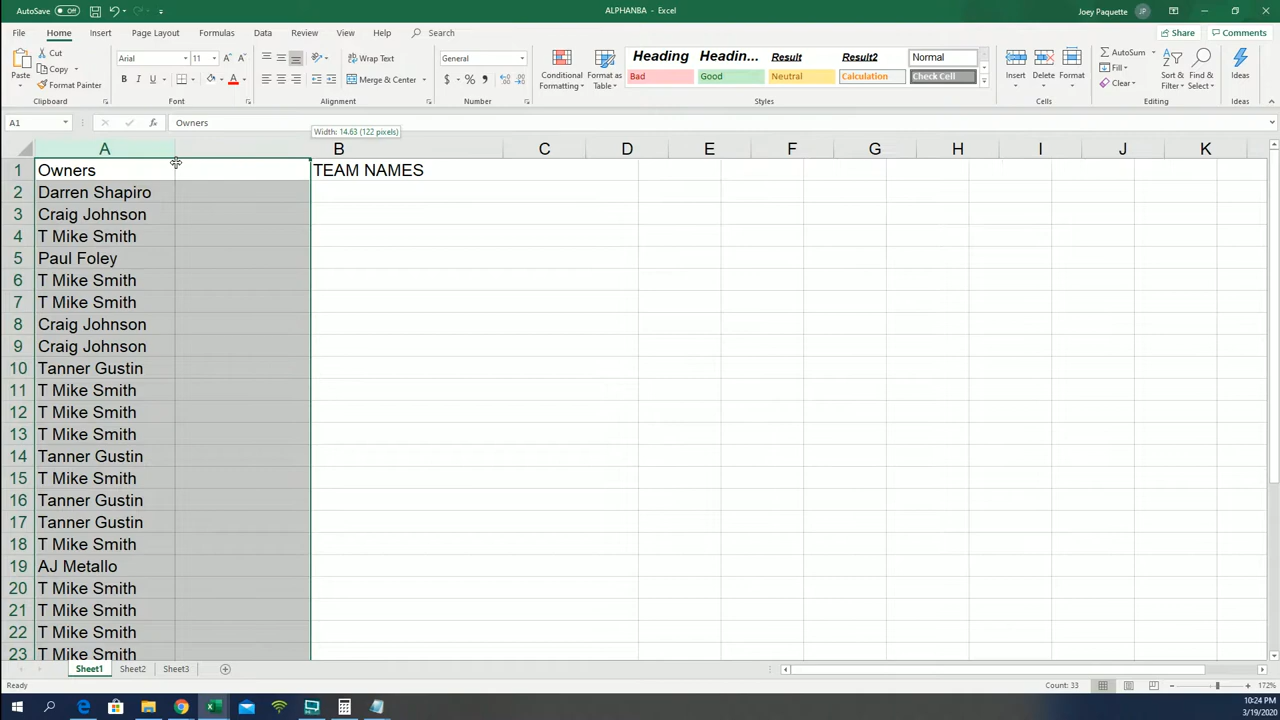 AutoSave Off
ALPHANBA - Excel
Joey Paquette JP
File Home Insert Page Layout Formulas Data Review View Help Search Share Comments
Paste
Cut
Copy
Format Painter
Clipboard
Arial 11
B I U
Font
Wrap Text
Merge & Center
Alignment
General
$ % ,
Number
Conditional Formatting
Format as Table
Heading Headin... Result Result2 Normal
Bad Good Neutral Calculation Check Cell
Styles
Insert Delete Format
Cells
AutoSum
Fill
Clear
Sort & Filter
Find & Select
Editing
Ideas
Ideas
A1 fx Owners
Width: 14.63 (122 pixels)
A B C D E F G H I J K
1 Owners TEAM NAMES
2 Darren Shapiro
3 Craig Johnson
4 T Mike Smith
5 Paul Foley
6 T Mike Smith
7 T Mike Smith
8 Craig Johnson
9 Craig Johnson
10 Tanner Gustin
11 T Mike Smith
12 T Mike Smith
13 T Mike Smith
14 Tanner Gustin
15 T Mike Smith
16 Tanner Gustin
17 Tanner Gustin
18 T Mike Smith
19 AJ Metallo
20 T Mike Smith
21 T Mike Smith
22 T Mike Smith
23 T Mike Smith
Sheet1 Sheet2 Sheet3
Ready Count: 33 172%
10:24 PM
3/19/2020